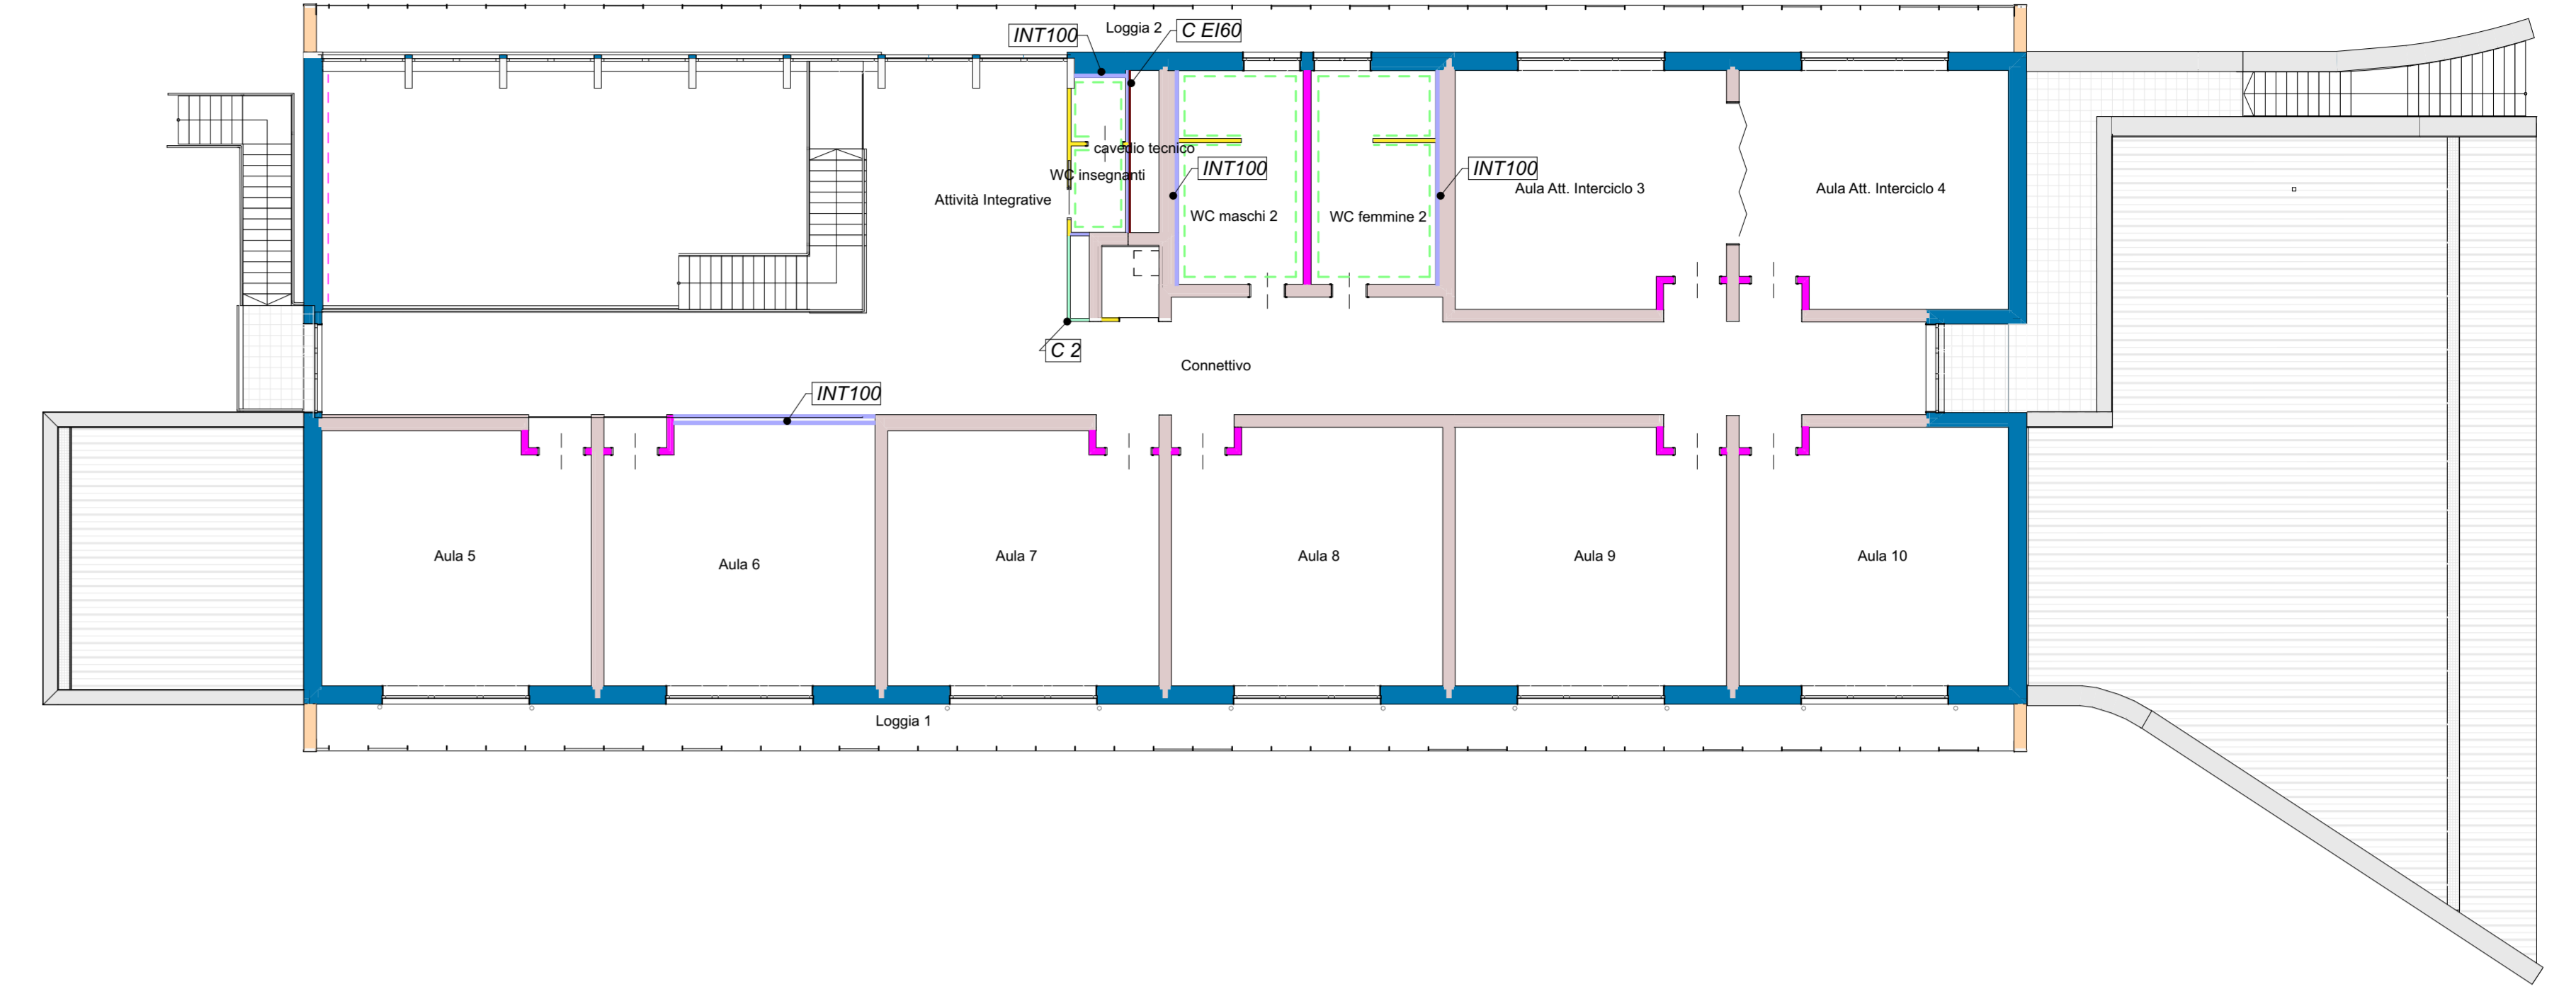 Loggia 2
INT100
C EI60
cavedio tecnico
WC insegnanti
INT100
INT100
Attività Integrative
WC maschi 2
WC femmine 2
Aula Att. Interciclo 3
Aula Att. Interciclo 4
C 2
Connettivo
INT100
Aula 5
Aula 6
Aula 7
Aula 8
Aula 9
Aula 10
Loggia 1